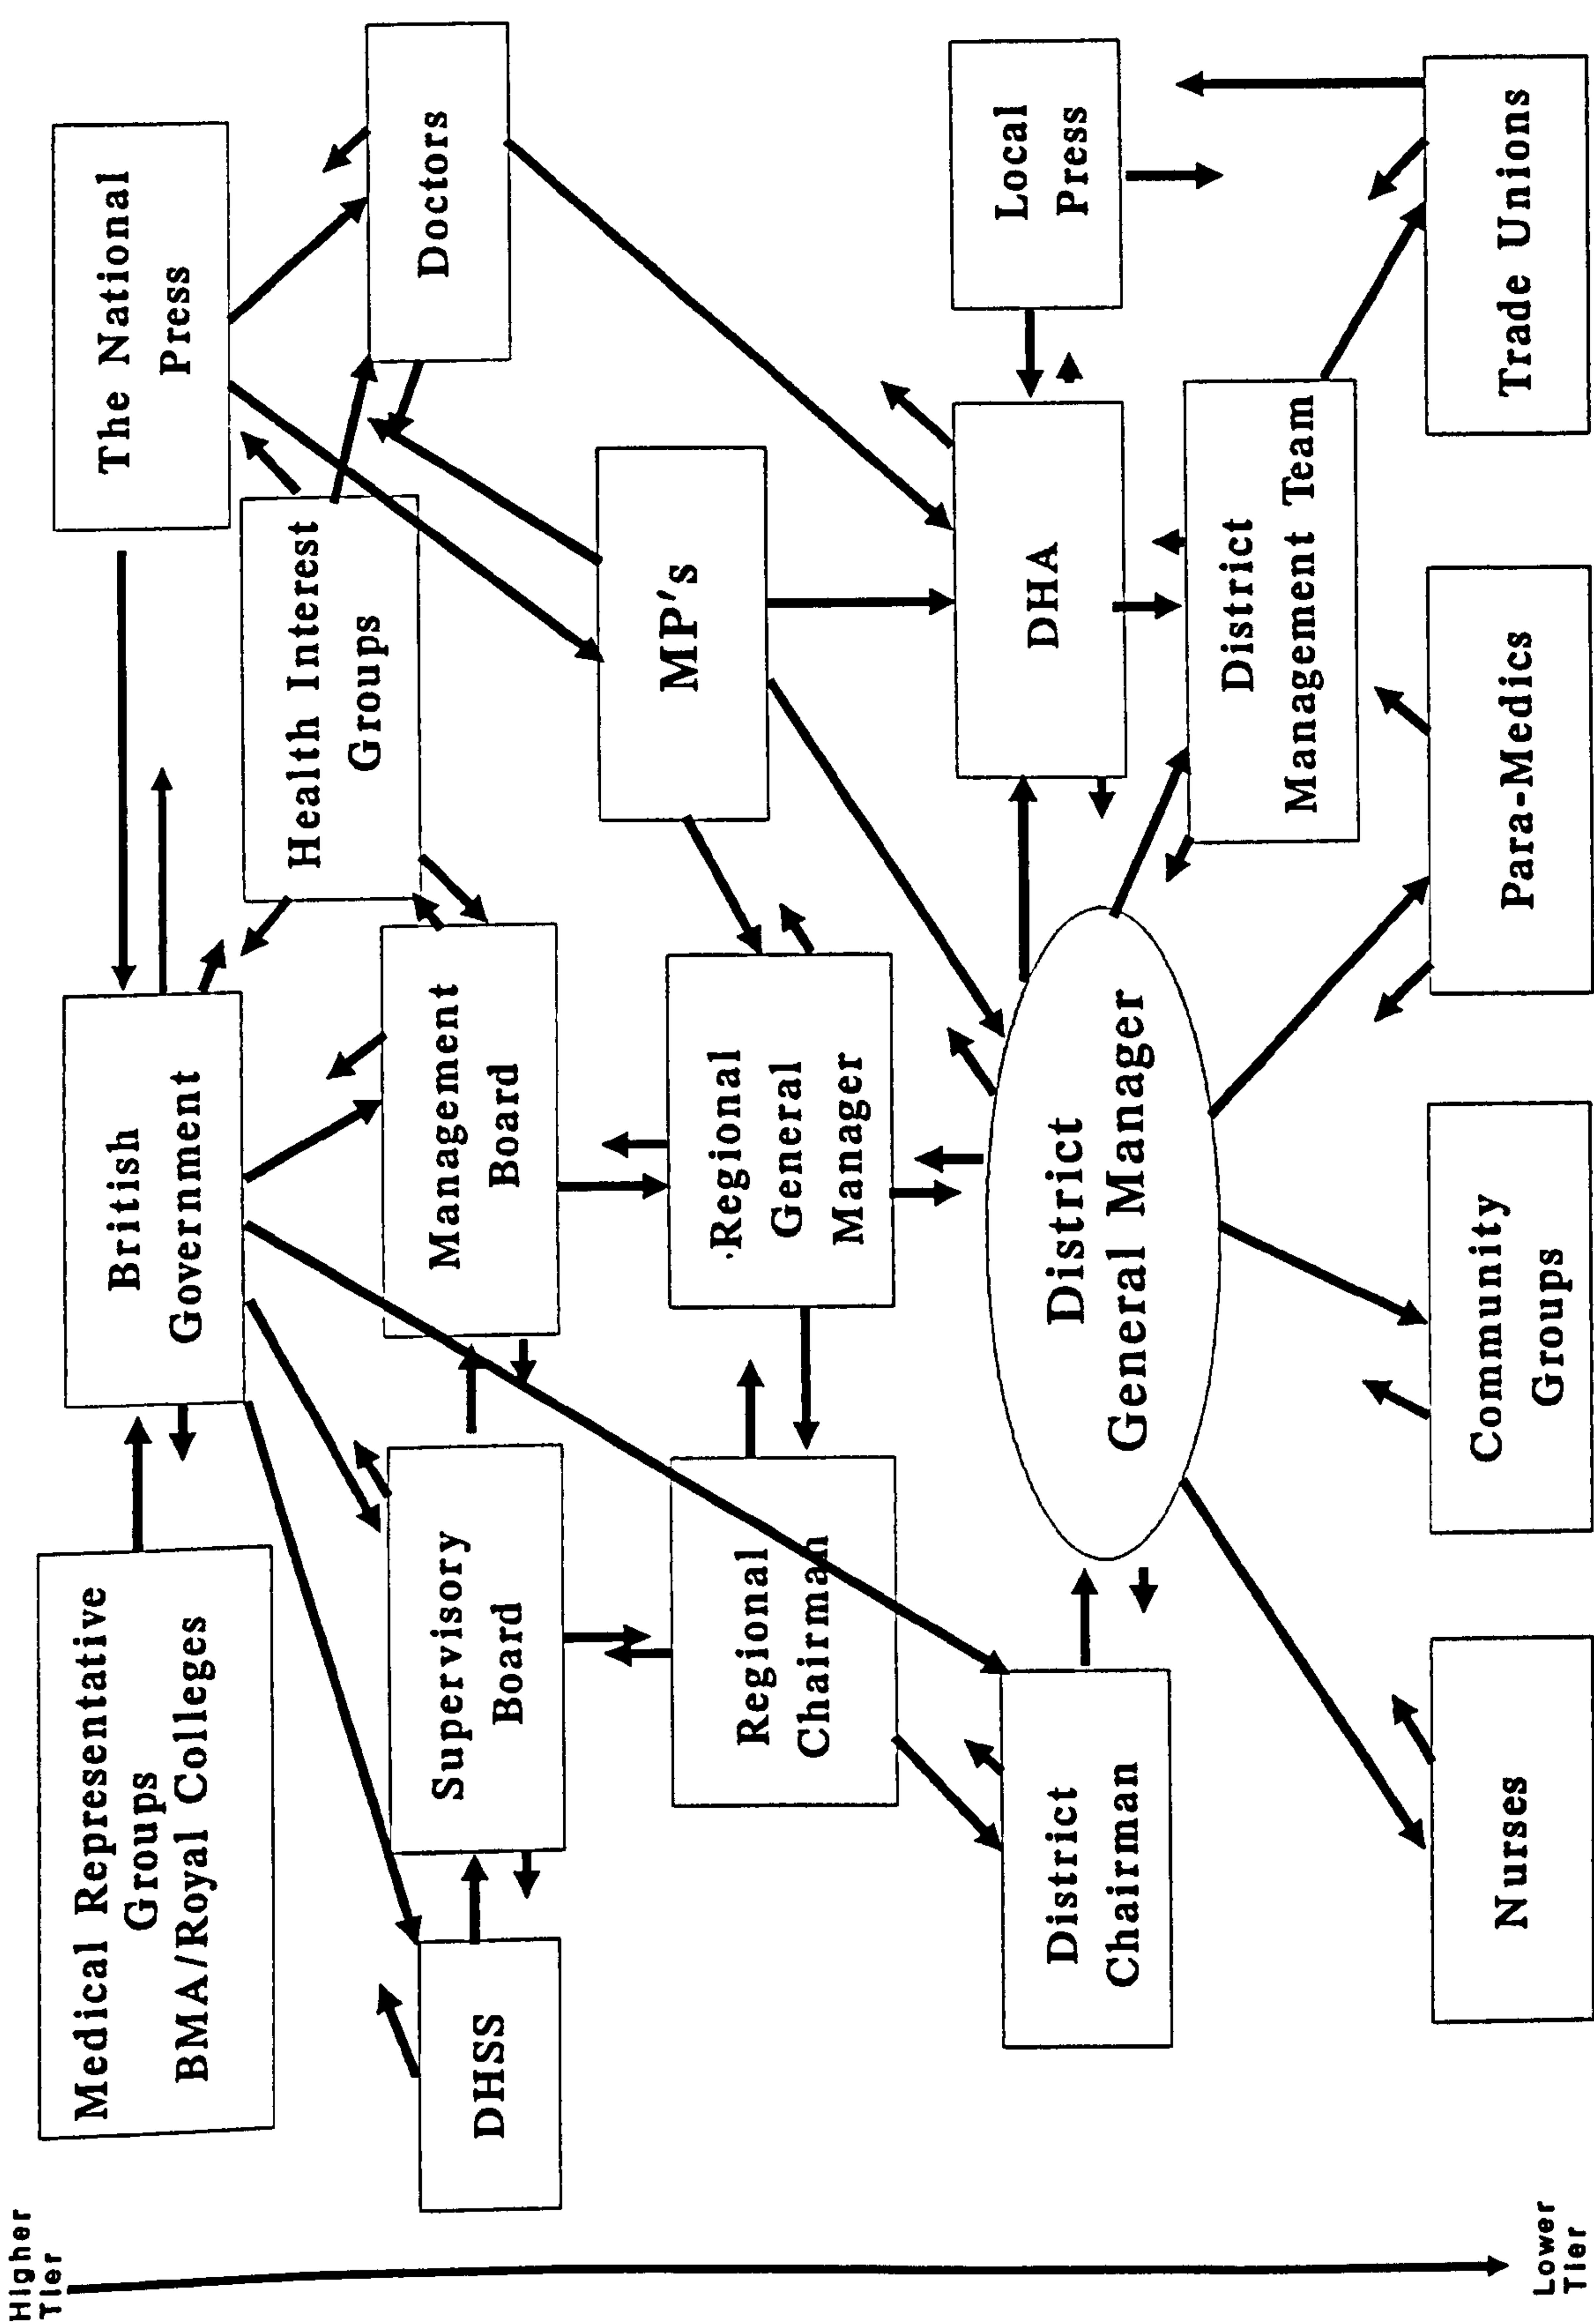 Higher
Tier
Medical Representative
Groups
BMA/Royal Colleges
British
Government
The National
Press
Health Interest
Groups
Doctors
DHSS
Supervisory
Board
Management
Board
MP's
Regional
Chairman
Regional
General
Manager
District
Chairman
District
General Manager
DHA
Local
Press
District
Management Team
Nurses
Community
Groups
Para-Medics
Trade Unions
Lower
Tier